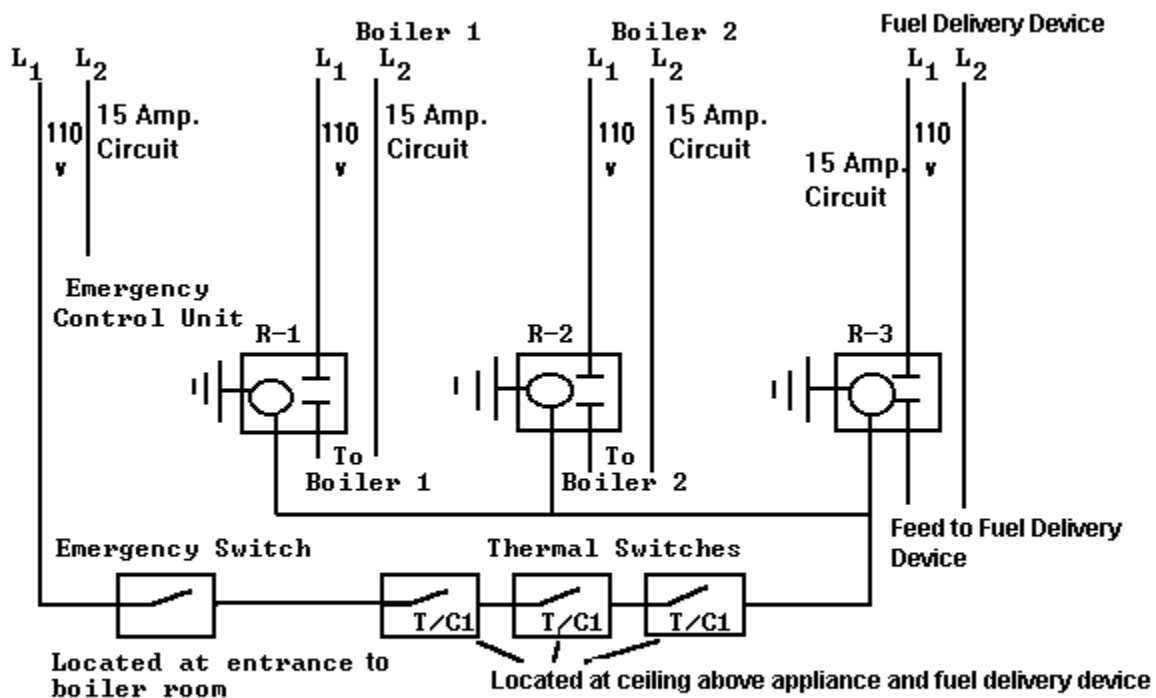 Boiler 1
Boiler 2
Fuel Delivery Device
L1 L2
L1 L2
L1 L2
L1 L2
110 v
15 Amp.
Circuit
110 v
15 Amp.
Circuit
110 v
15 Amp.
Circuit
110 v
15 Amp.
Circuit
Emergency
Control Unit
R-1
R-2
R-3
To
Boiler 1
To
Boiler 2
Feed to Fuel Delivery
Device
Emergency Switch
Thermal Switches
T/C1
T/C1
T/C1
Located at entrance to
boiler room
Located at ceiling above appliance and fuel delivery device